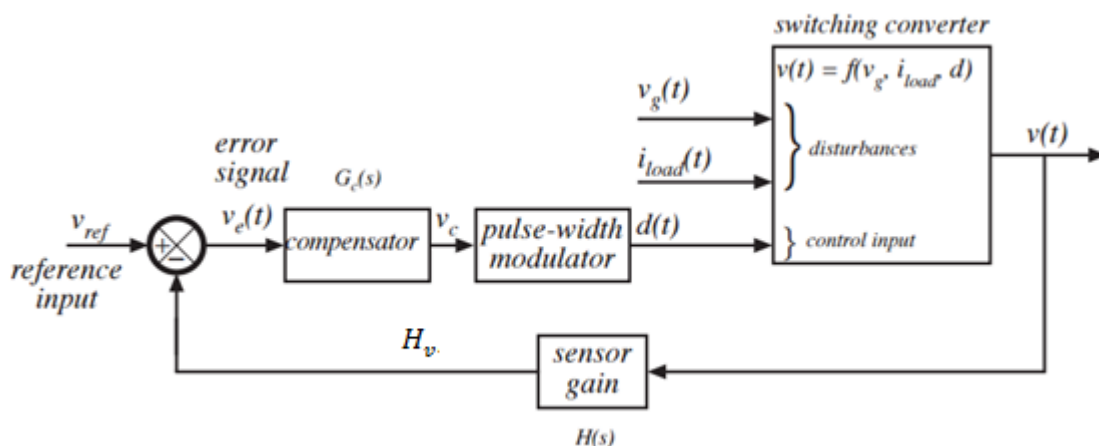 switching converter
v(t) = f(v_g, i_load, d)
v_g(t)
} disturbances
i_load(t)
v(t)
error
signal
G_c(s)
v_ref
+
−
v_e(t)
compensator
v_c
pulse-width
modulator
d(t)
} control input
reference
input
H_v.
sensor
gain
H(s)